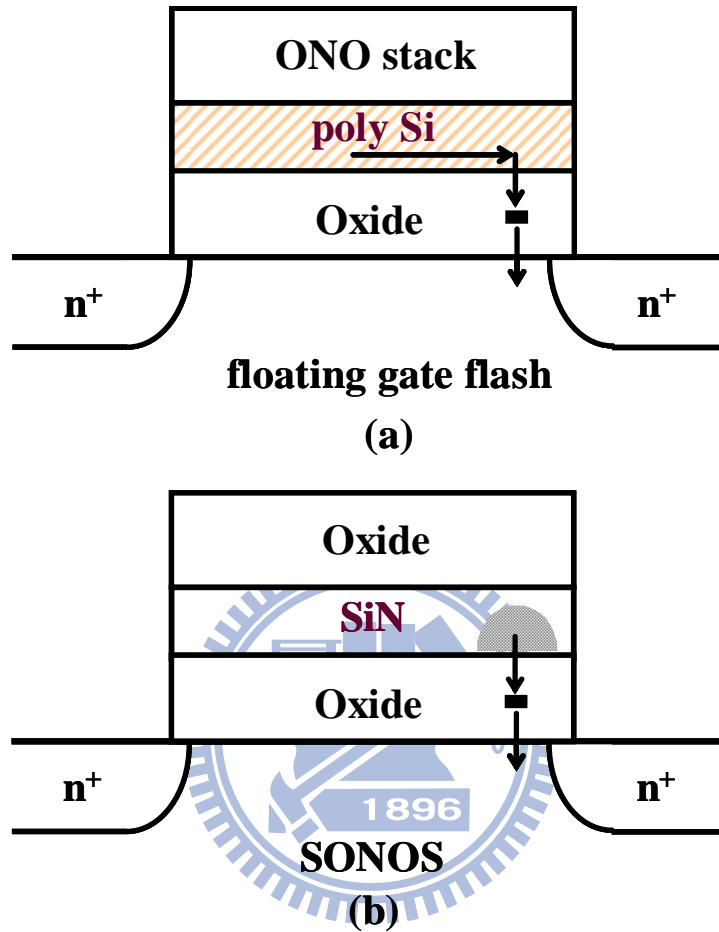 ONO stack
poly Si
Oxide
n+ n+
floating gate flash
(a)
Oxide
SiN
Oxide
n+ n+
1896
SONOS
(b)